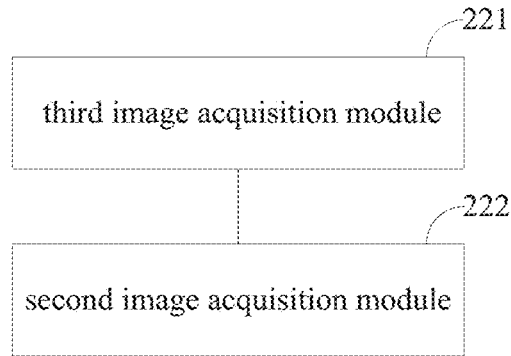 221
third image acquisition module
222
second image acquisition module